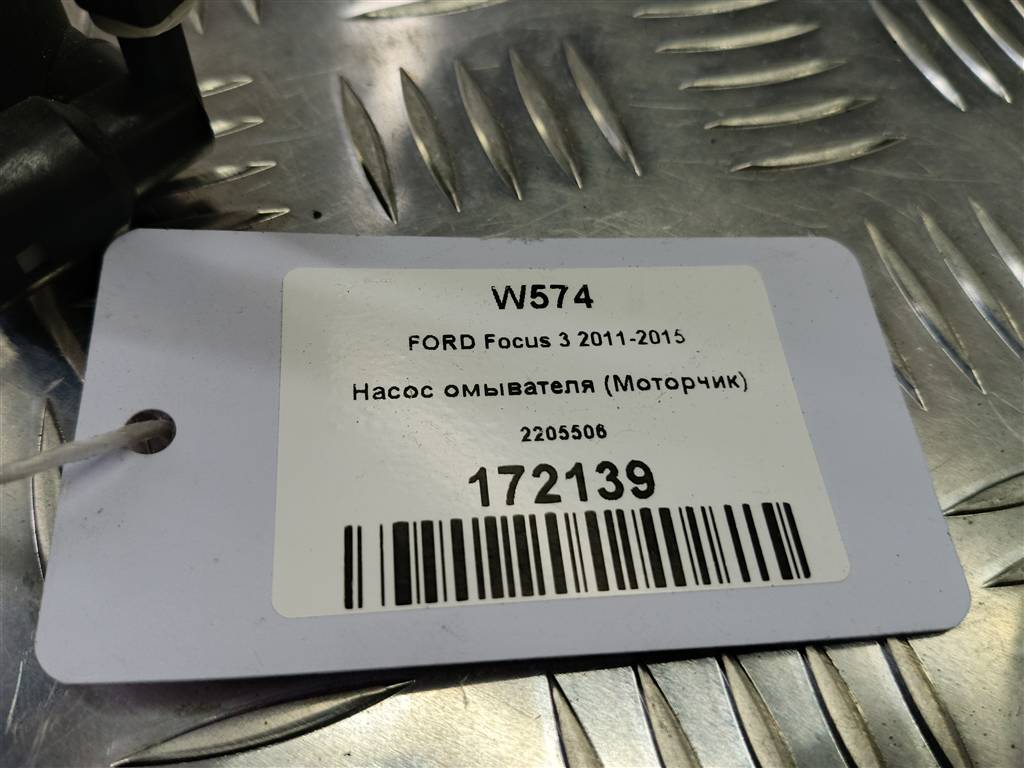 W574
FORD Focus 3 2011-2015
Насос омывателя (Моторчик)
2205506
172139